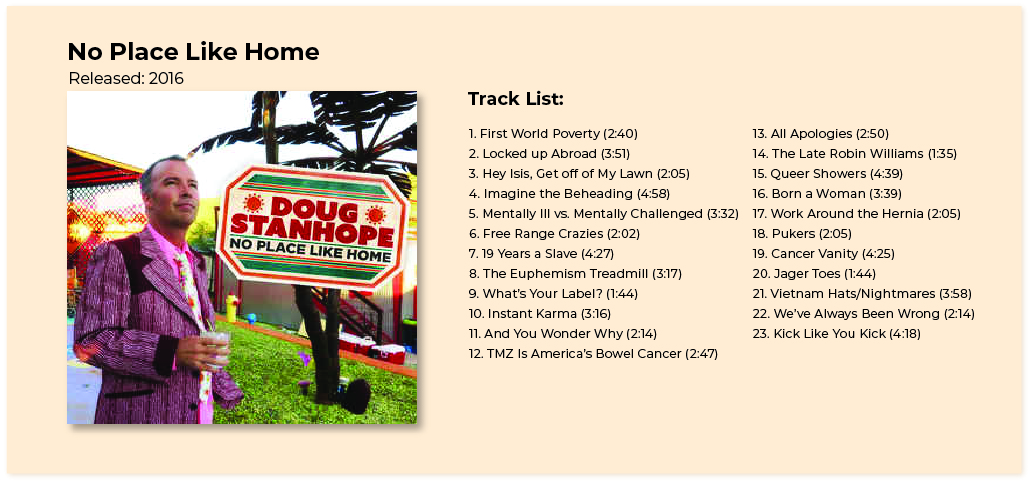 No Place Like Home
Released: 2016
DOUG
STANHOPE
NO PLACE LIKE HOME
Track List:
1. First World Poverty (2:40)
2. Locked up Abroad (3:51)
3. Hey Isis, Get off of My Lawn (2:05)
4. Imagine the Beheading (4:58)
5. Mentally Ill vs. Mentally Challenged (3:32)
6. Free Range Crazies (2:02)
7. 19 Years a Slave (4:27)
8. The Euphemism Treadmill (3:17)
9. What’s Your Label? (1:44)
10. Instant Karma (3:16)
11. And You Wonder Why (2:14)
12. TMZ Is America’s Bowel Cancer (2:47)
13. All Apologies (2:50)
14. The Late Robin Williams (1:35)
15. Queer Showers (4:39)
16. Born a Woman (3:39)
17. Work Around the Hernia (2:05)
18. Pukers (2:05)
19. Cancer Vanity (4:25)
20. Jager Toes (1:44)
21. Vietnam Hats/Nightmares (3:58)
22. We’ve Always Been Wrong (2:14)
23. Kick Like You Kick (4:18)